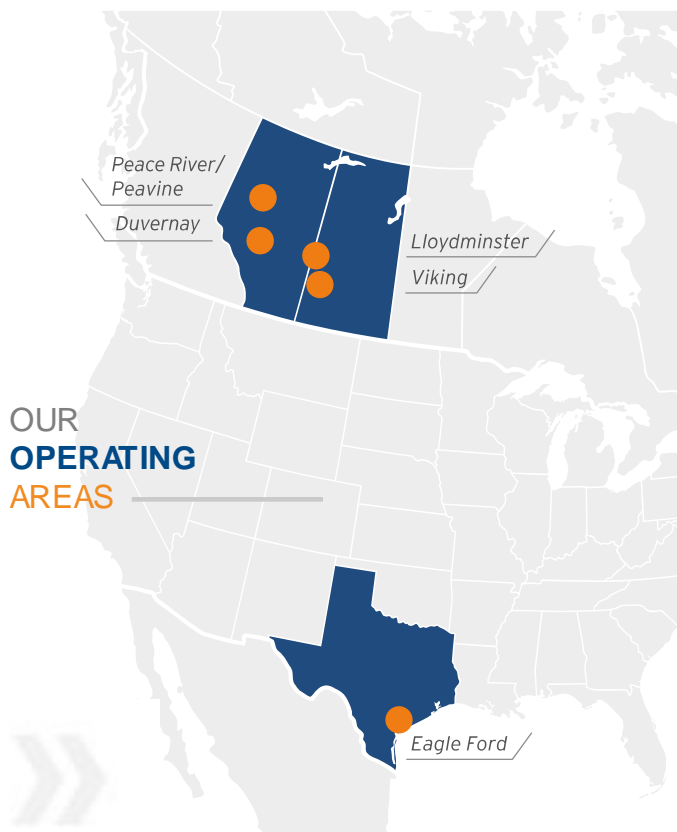 Peace River/
Peavine
Duvernay
Lloydminster
Viking
OUR
OPERATING
AREAS
Eagle Ford